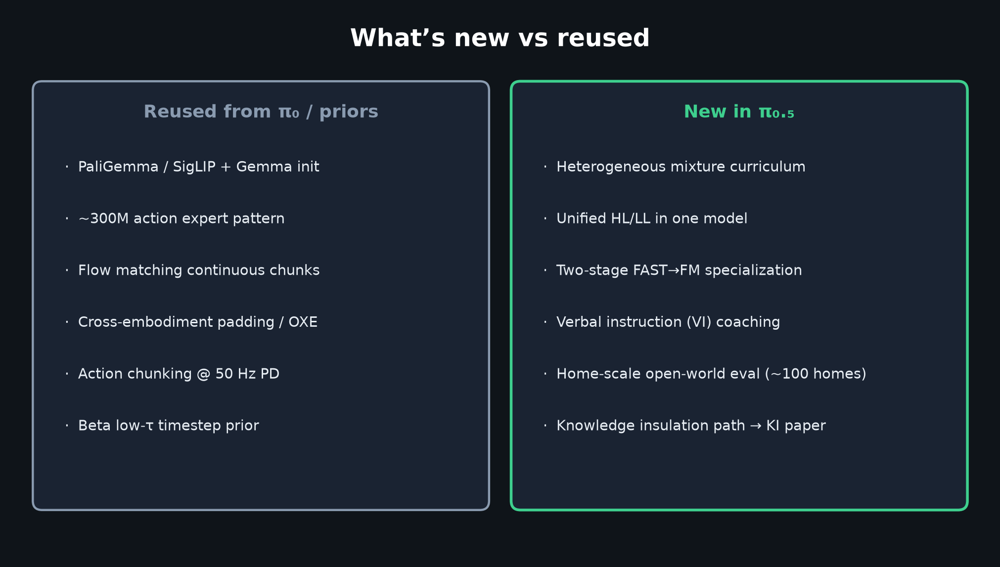 What’s new vs reused
Reused from π₀ / priors
· PaliGemma / SigLIP + Gemma init
· ~300M action expert pattern
· Flow matching continuous chunks
· Cross-embodiment padding / OXE
· Action chunking @ 50 Hz PD
· Beta low-τ timestep prior
New in π₀.₅
· Heterogeneous mixture curriculum
· Unified HL/LL in one model
· Two-stage FAST→FM specialization
· Verbal instruction (VI) coaching
· Home-scale open-world eval (~100 homes)
· Knowledge insulation path → KI paper